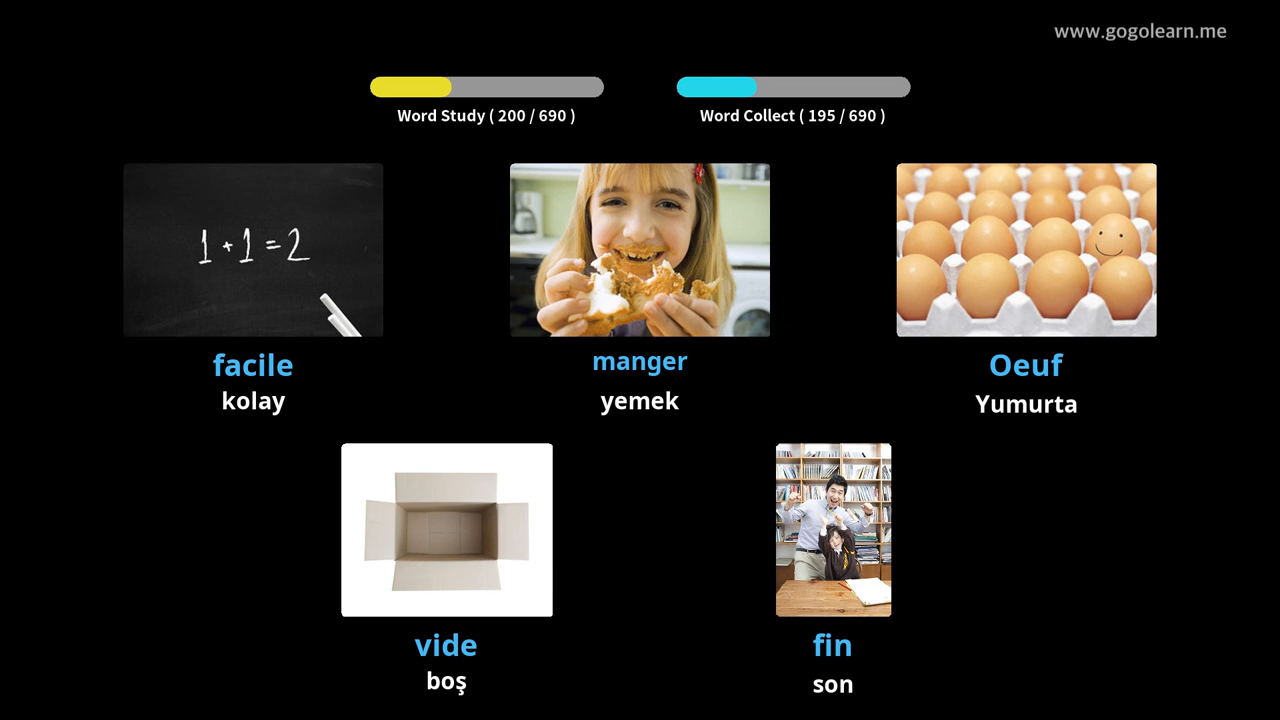 www.gogolearn.me
Word Study ( 200 / 690 )
Word Collect ( 195 / 690 )
1 + 1 = 2
facile
kolay
manger
yemek
Oeuf
Yumurta
vide
boş
fin
son